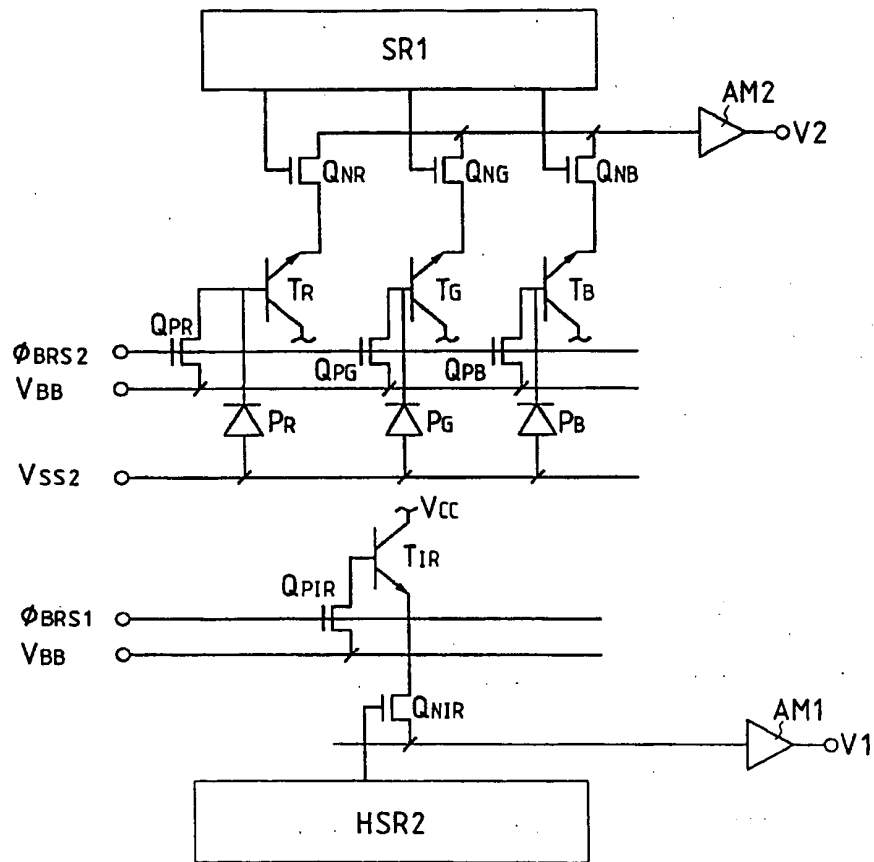 SR1
AM2
V2
QNR
QNG
QNB
TR
TG
TB
QPR
φBRS2
QPG
QPB
VBB
PR
PG
PB
VSS2
VCC
TIR
QPIR
φBRS1
VBB
QNIR
AM1
V1
HSR2